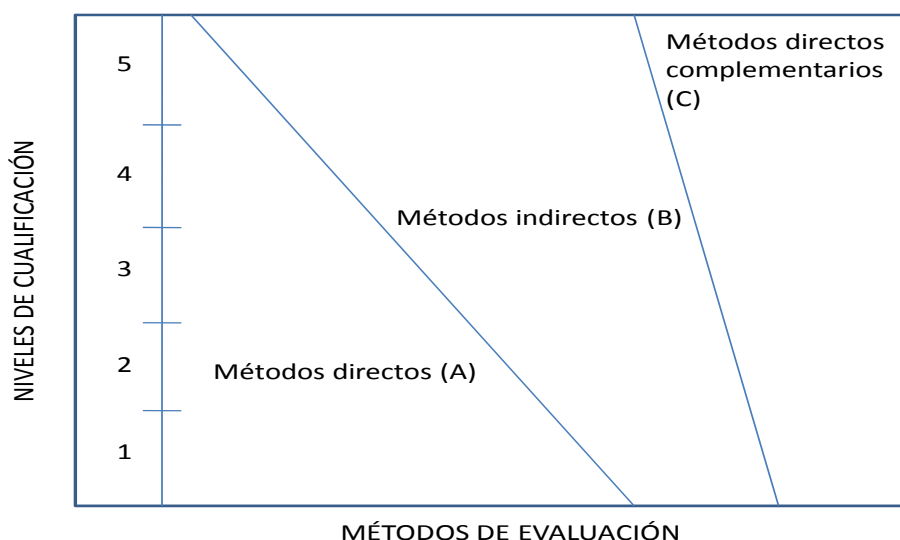 Métodos directos
complementarios
(C)
5
4
Métodos indirectos (B)
3
2
Métodos directos (A)
1
NIVELES DE CUALIFICACIÓN
MÉTODOS DE EVALUACIÓN